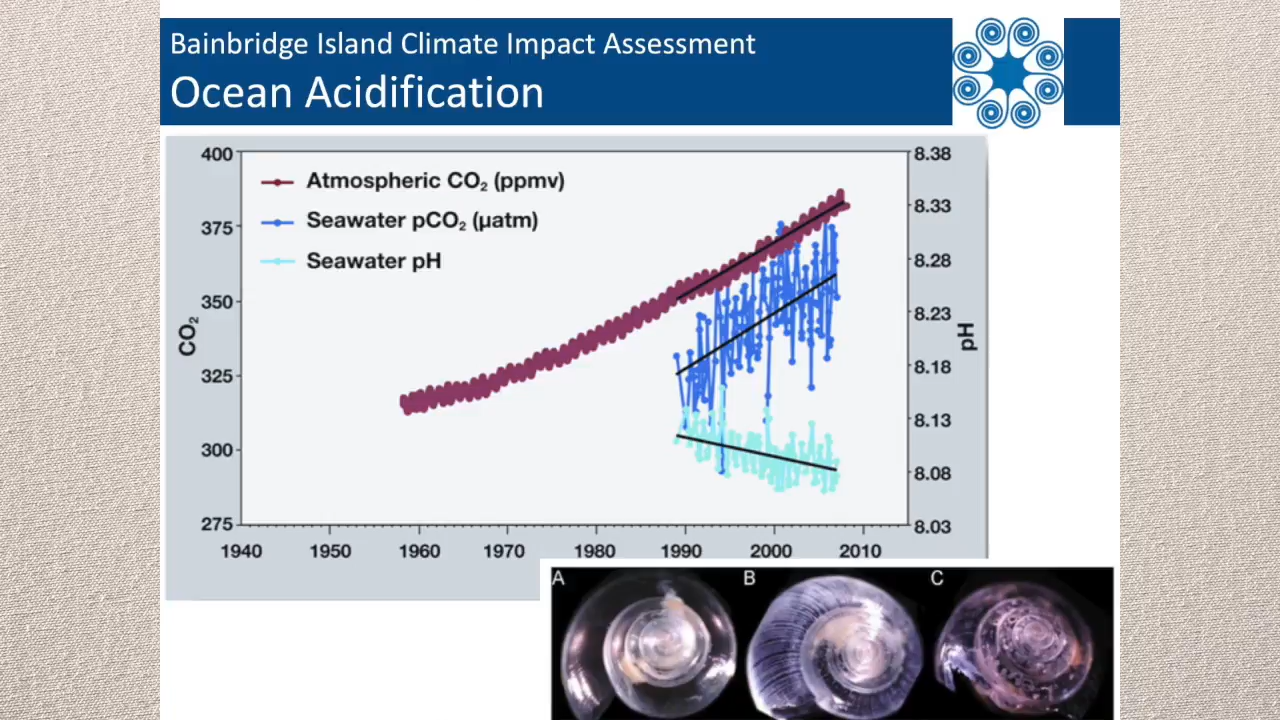 Bainbridge Island Climate Impact Assessment
Ocean Acidification
400
375
350
325
300
275
CO₂
Atmospheric CO₂ (ppmv)
Seawater pCO₂ (µatm)
Seawater pH
8.38
8.33
8.28
8.23
8.18
8.13
8.08
8.03
pH
1940 1950 1960 1970 1980 1990 2000 2010
A B C